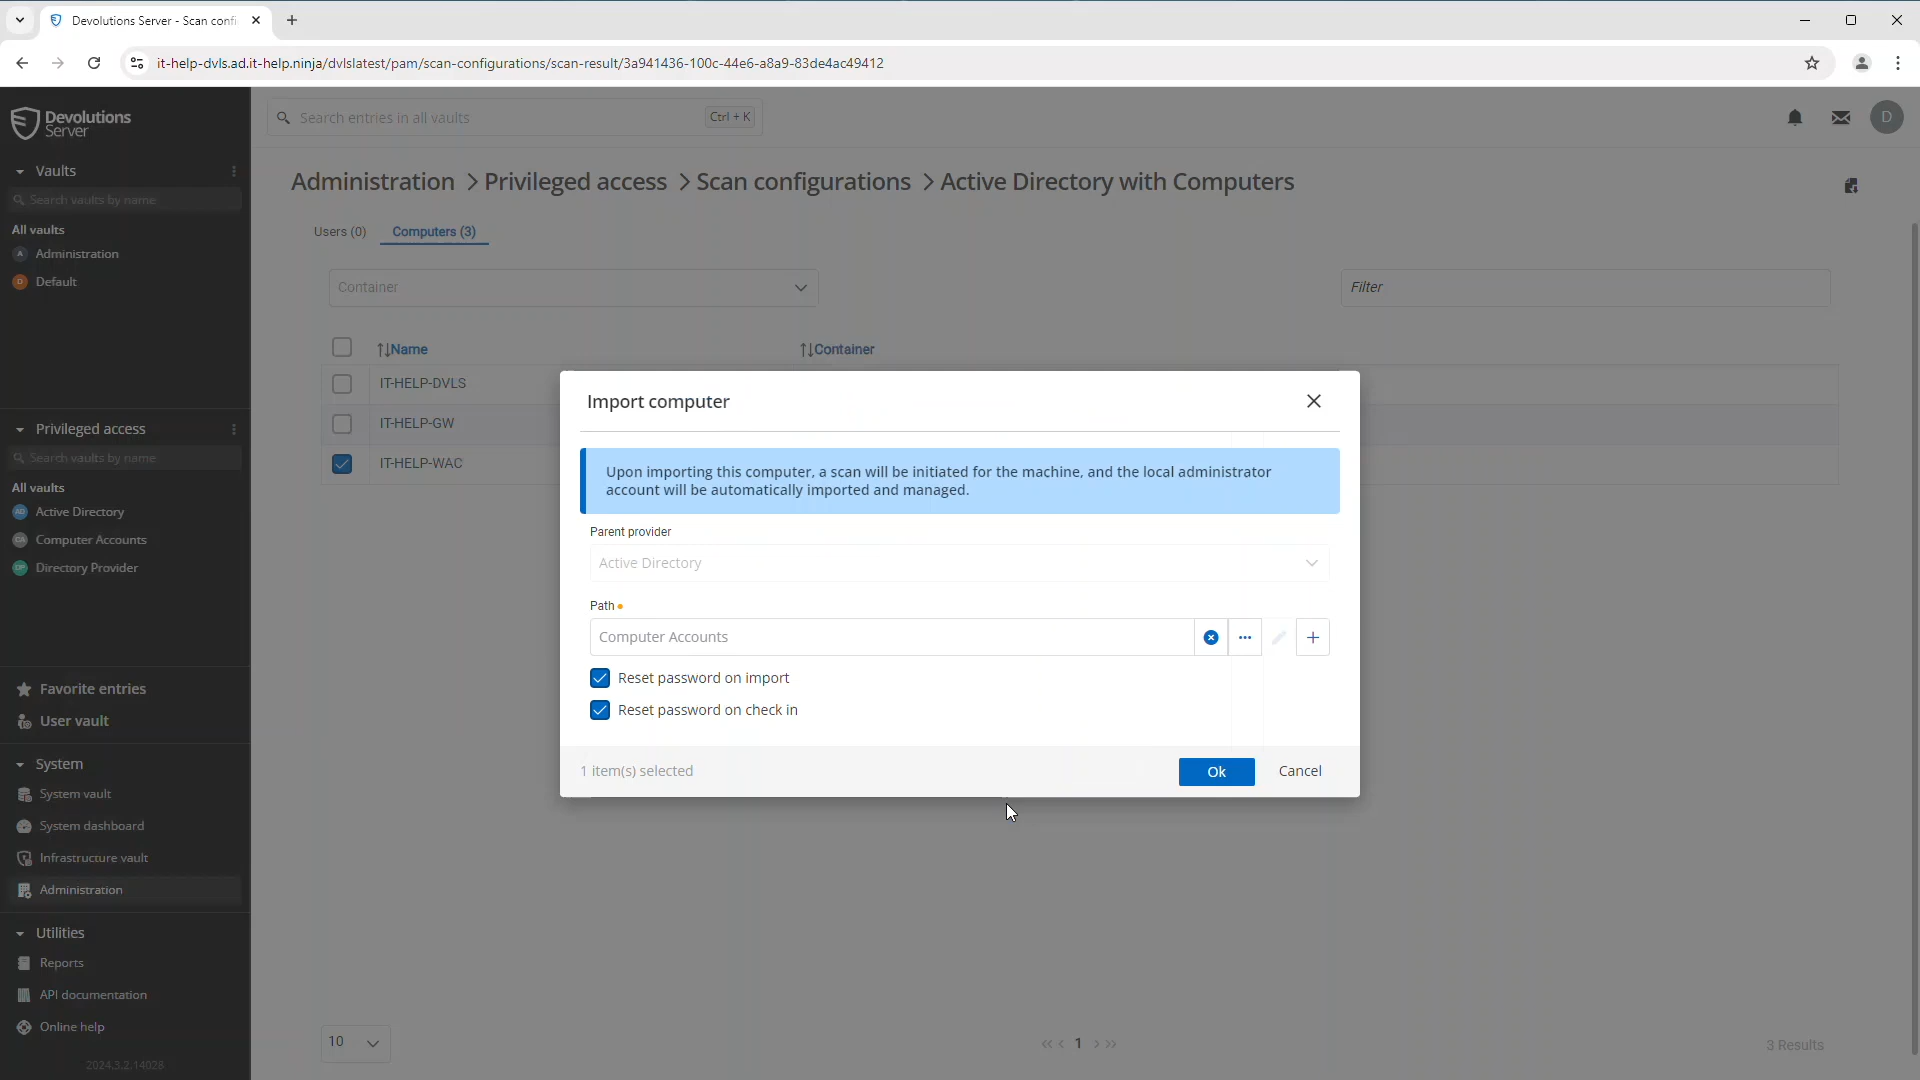 Devolutions Server - Scan confi
it-help-dvls.ad.it-help.ninja/dvlslatest/pam/scan-configurations/scan-result/3a941436-100c-44e6-a8a9-83de4ac49412
Devolutions
Server
Search entries in all vaults
Ctrl + K
D
Vaults
Search vaults by name
All vaults
A Administration
D Default
Privileged access
Search vaults by name
All vaults
AD Active Directory
CA Computer Accounts
DP Directory Provider
Favorite entries
User vault
System
System vault
System dashboard
Infrastructure vault
Administration
Utilities
Reports
API documentation
Online help
2024.3.2.14028
Administration > Privileged access > Scan configurations > Active Directory with Computers
Users (0) Computers (3)
Container
Filter
Name Container
IT-HELP-DVLS
IT-HELP-GW
IT-HELP-WAC
Import computer
Upon importing this computer, a scan will be initiated for the machine, and the local administrator
account will be automatically imported and managed.
Parent provider
Active Directory
Path
Computer Accounts
Reset password on import
Reset password on check in
1 item(s) selected
Ok Cancel
10
« ‹ 1 › »
3 Results